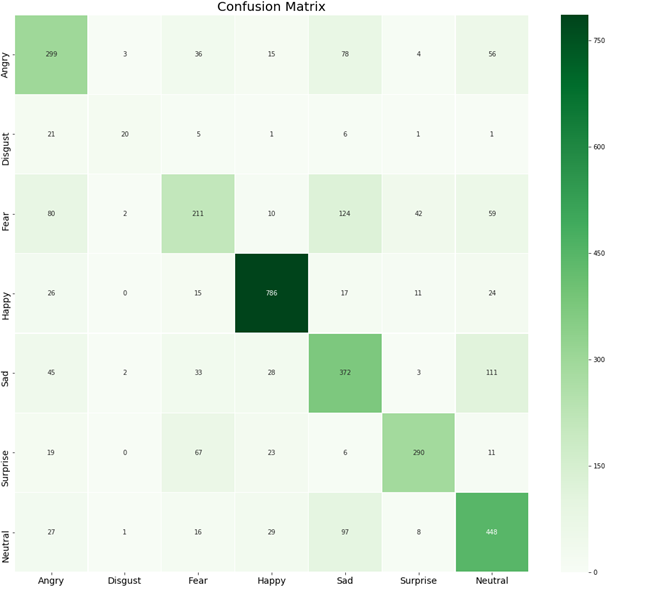 Confusion Matrix
Angry 299 3 36 15 78 4 56
Disgust 21 20 5 1 6 1 1
Fear 80 2 211 10 124 42 59
Happy 26 0 15 786 17 11 24
Sad 45 2 33 28 372 3 111
Surprise 19 0 67 23 6 290 11
Neutral 27 1 16 29 97 8 448
Angry Disgust Fear Happy Sad Surprise Neutral
750
600
450
300
150
0